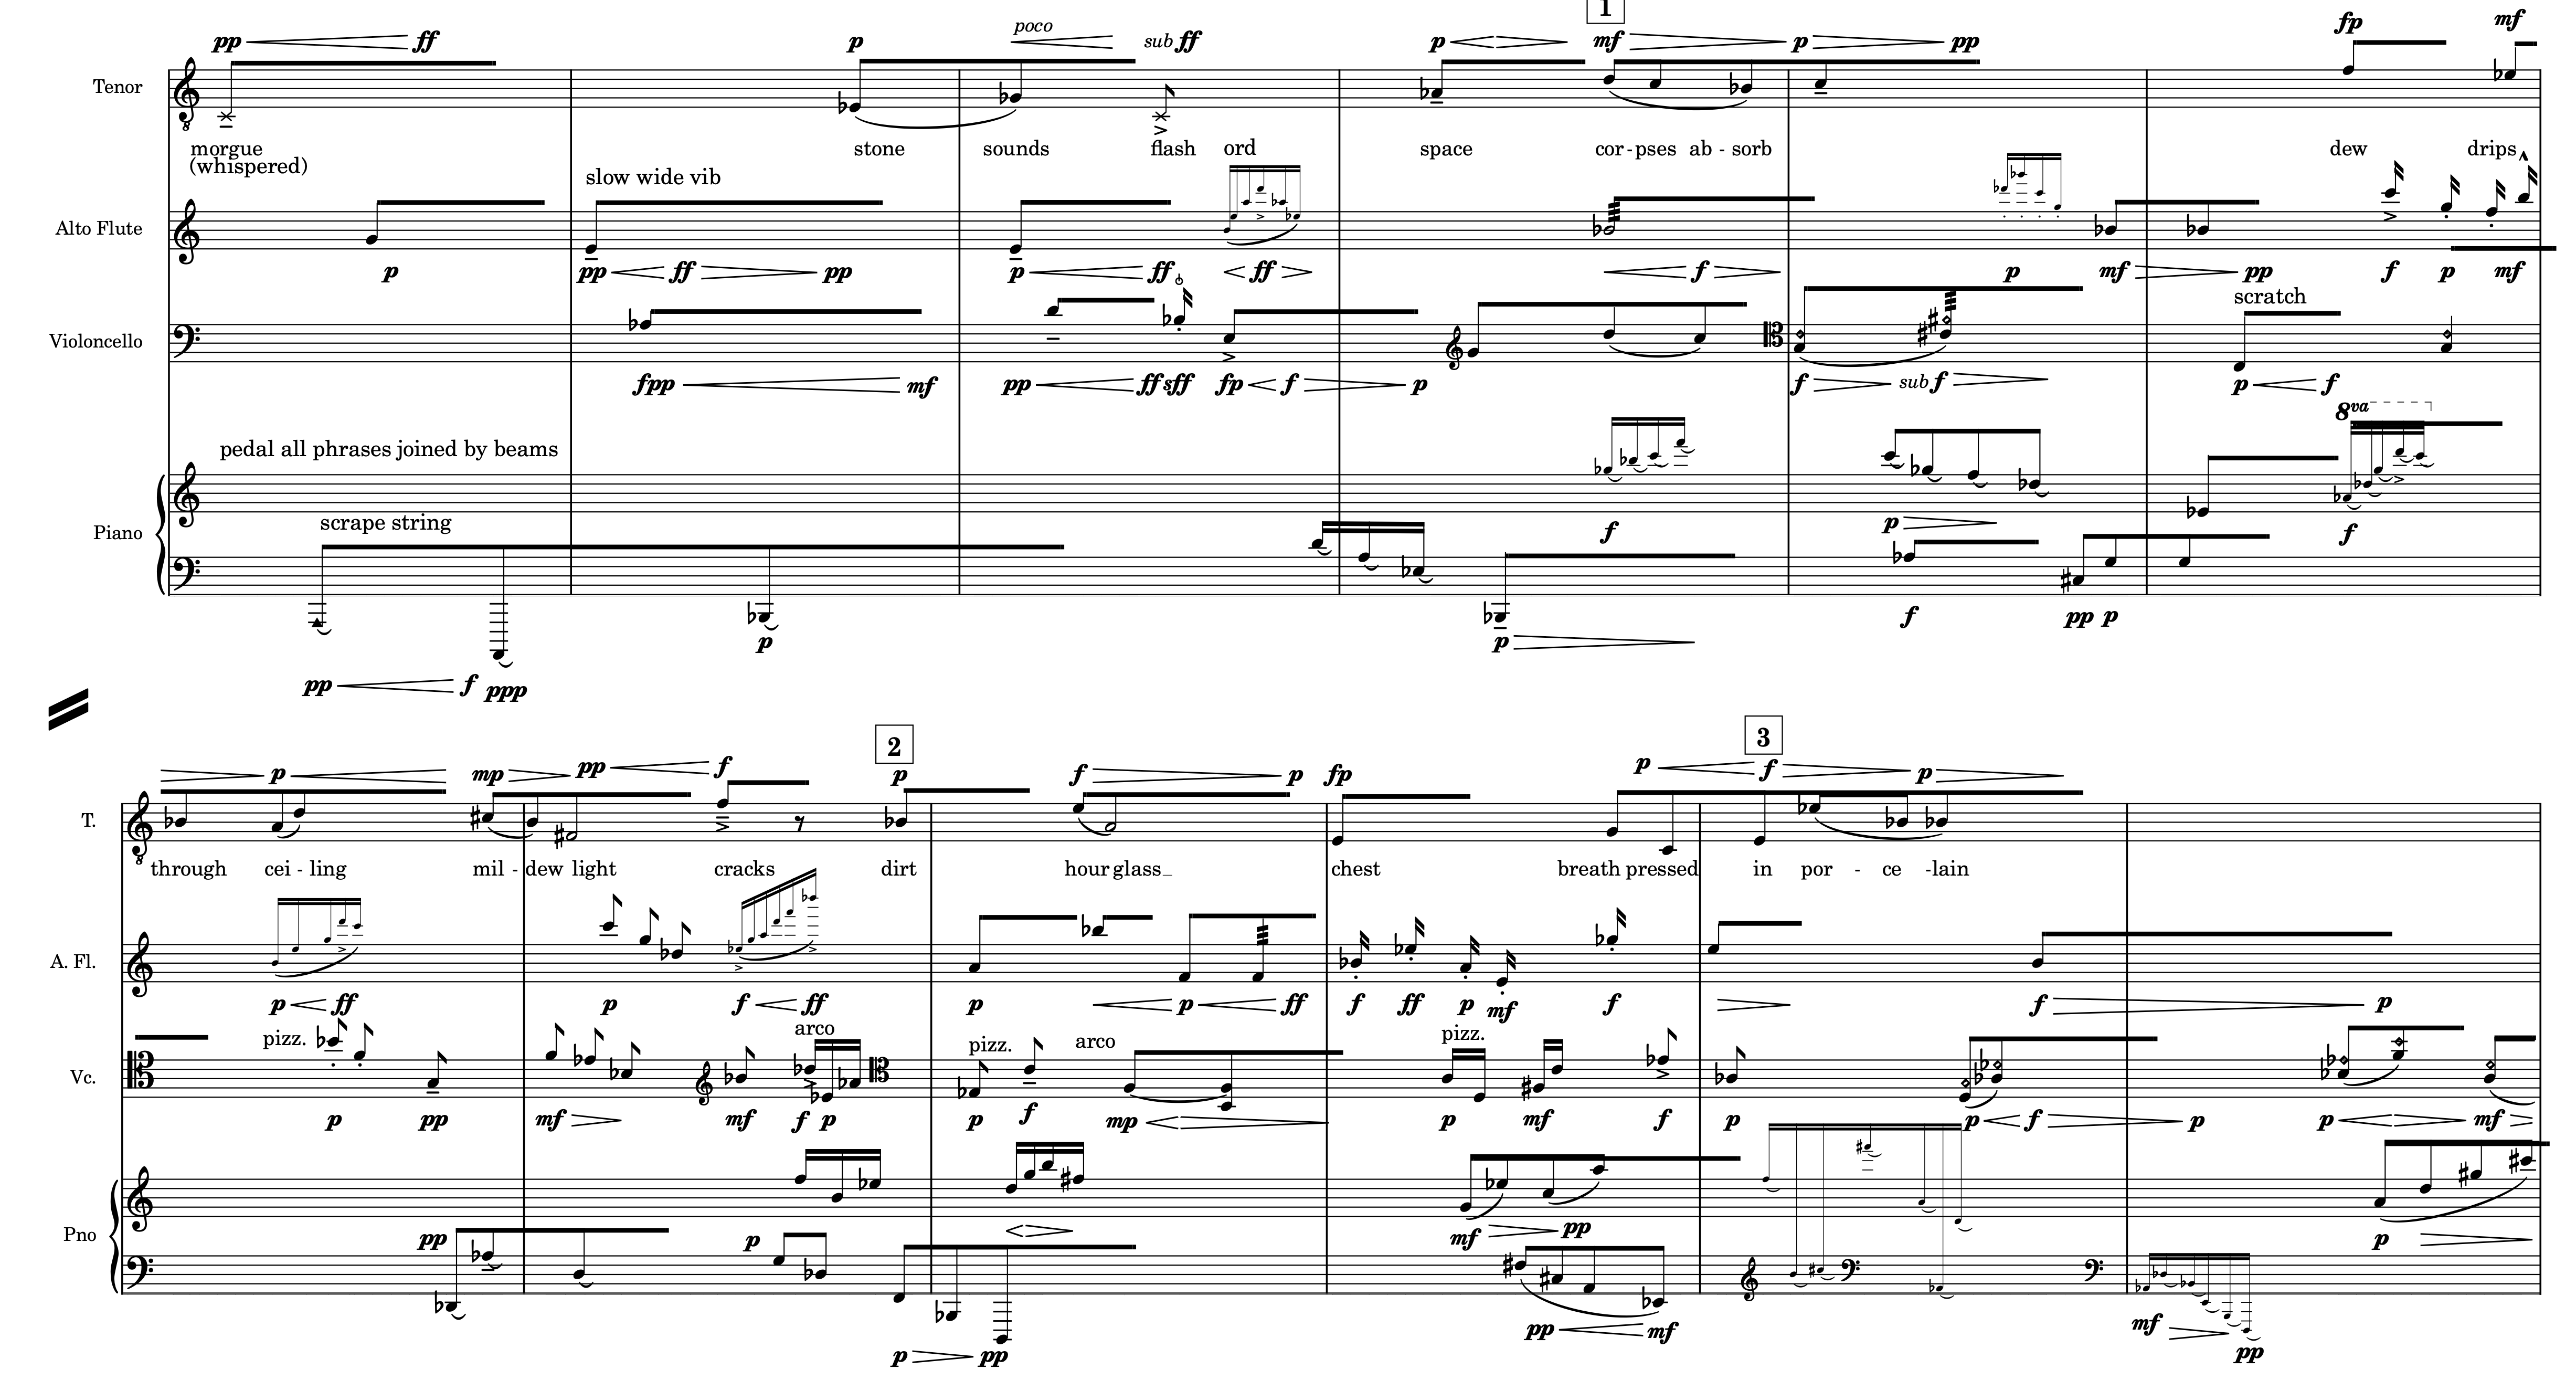 1
pp ff p poco sub ff p mf p pp fp mf
Tenor
morgue stone sounds flash ord space cor-pses ab - sorb dew drips
(whispered)
slow wide vib
Alto Flute
p pp ff pp p ff ff f p mf pp f p mf
scratch
Violoncello
fpp mf pp ff sff fp f p f sub f p f
8va
pedal all phrases joined by beams
scrape string
Piano
f p f
p p f pp p
pp f ppp
2 3
p mp pp f p f p fp p f p
T.
through cei - ling mil - dew light cracks dirt hour glass_ chest breath pressed in por - ce -lain
A. Fl.
p ff p f ff p p ff f ff p mf f f p
pizz. arco pizz. arco pizz.
Vc.
p pp mf mf f p p f mp p mf f p p f p p mf
Pno
pp p mf pp p
p pp pp mf mf pp